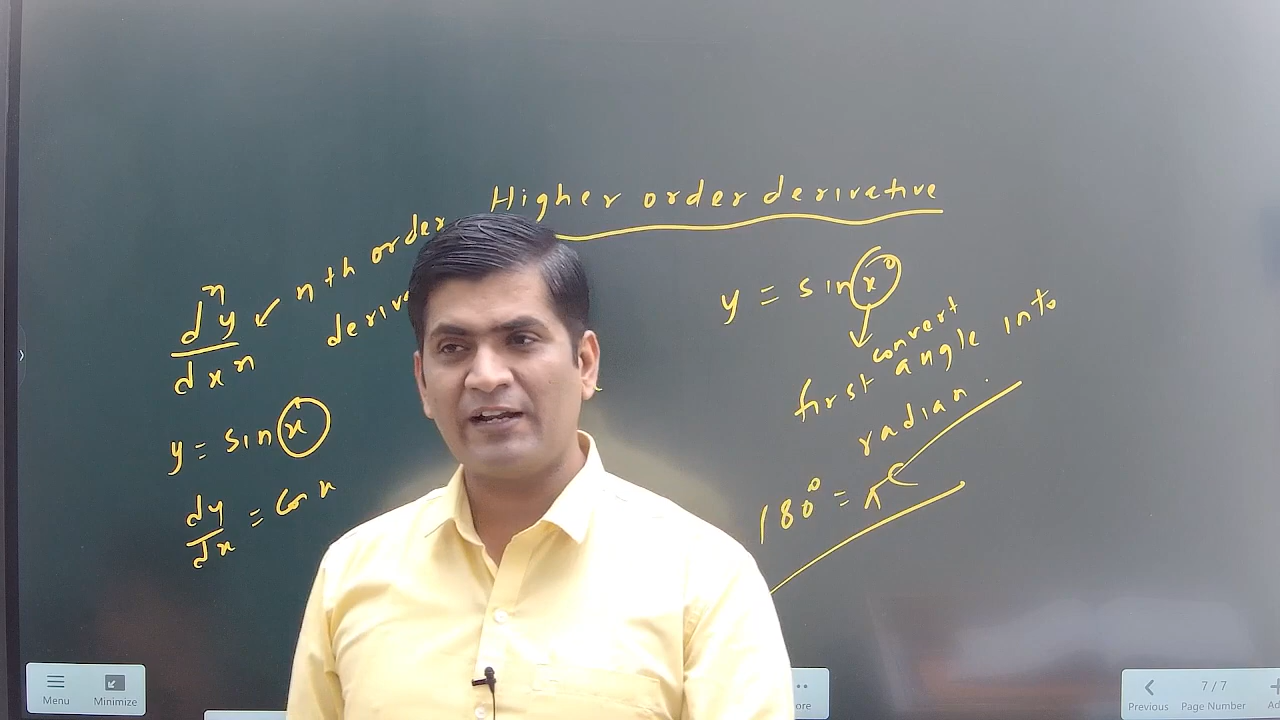 Higher order derivative
dⁿy/dxⁿ
nth order
y = sin x
dy/dx = cos x
y = sin x°
first convert
angle into
radian.
180° = πᶜ
Menu
Minimize
Previous
7 / 7
Page Number